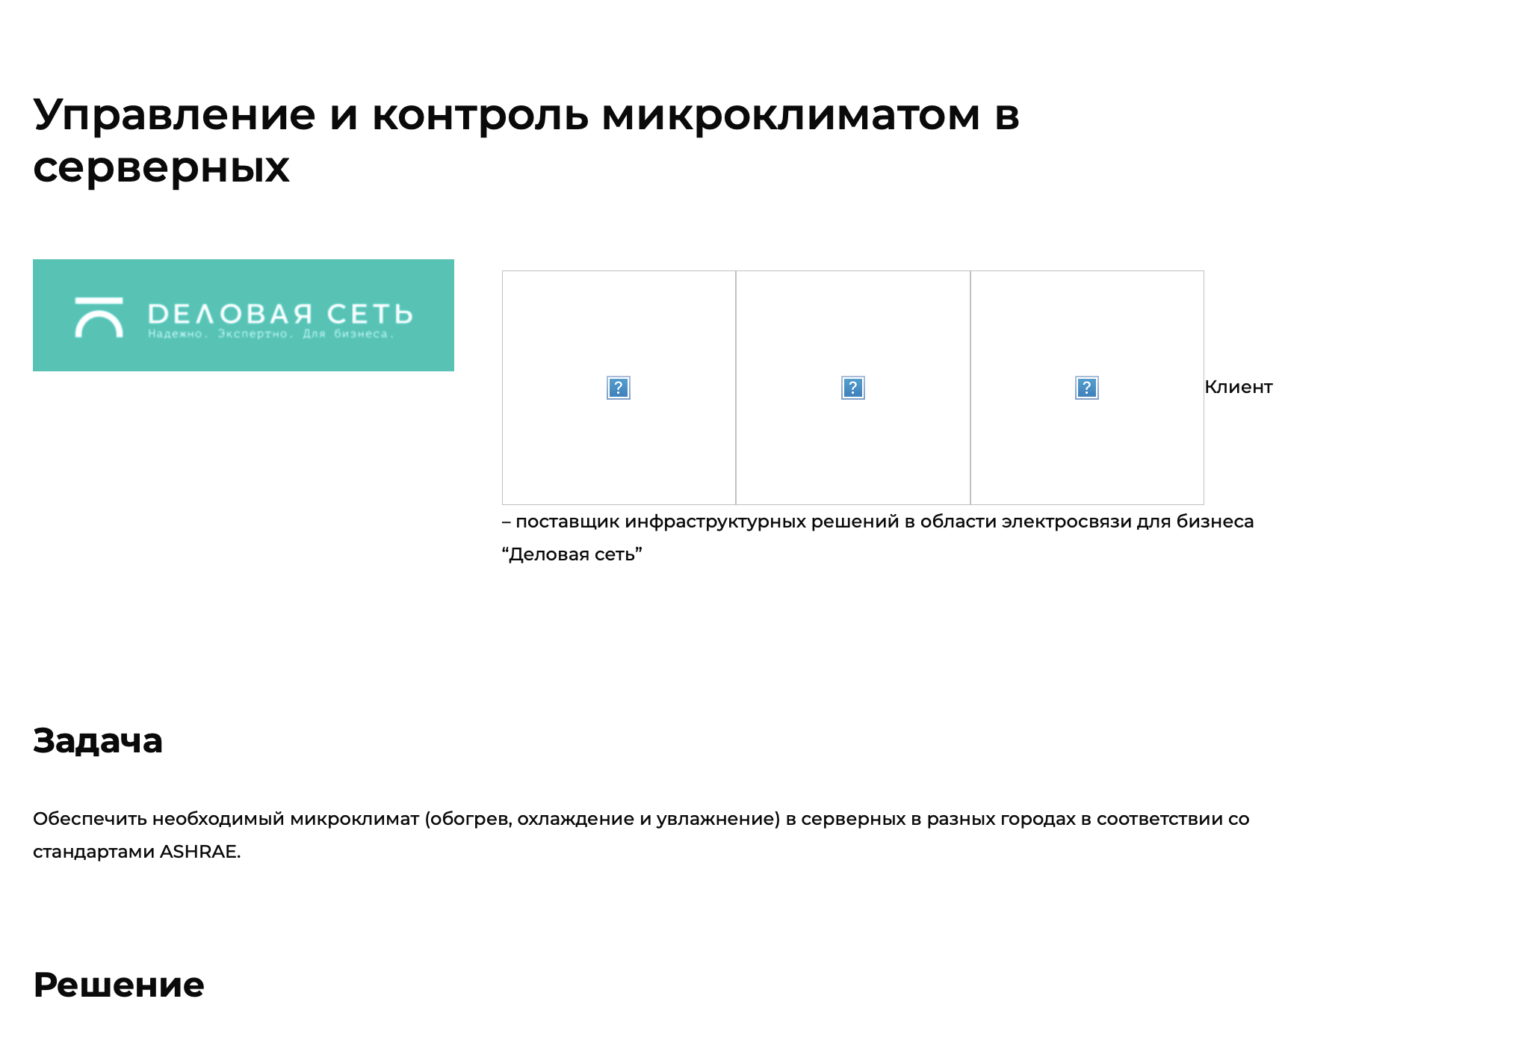 Управление и контроль микроклиматом в
серверных
DЕЛОВАЯ СЕТЬ
Надежно. Экспертно. Для бизнеса.
Клиент
– поставщик инфраструктурных решений в области электросвязи для бизнеса
“Деловая сеть”
Задача
Обеспечить необходимый микроклимат (обогрев, охлаждение и увлажнение) в серверных в разных городах в соответствии со
стандартами ASHRAE.
Решение